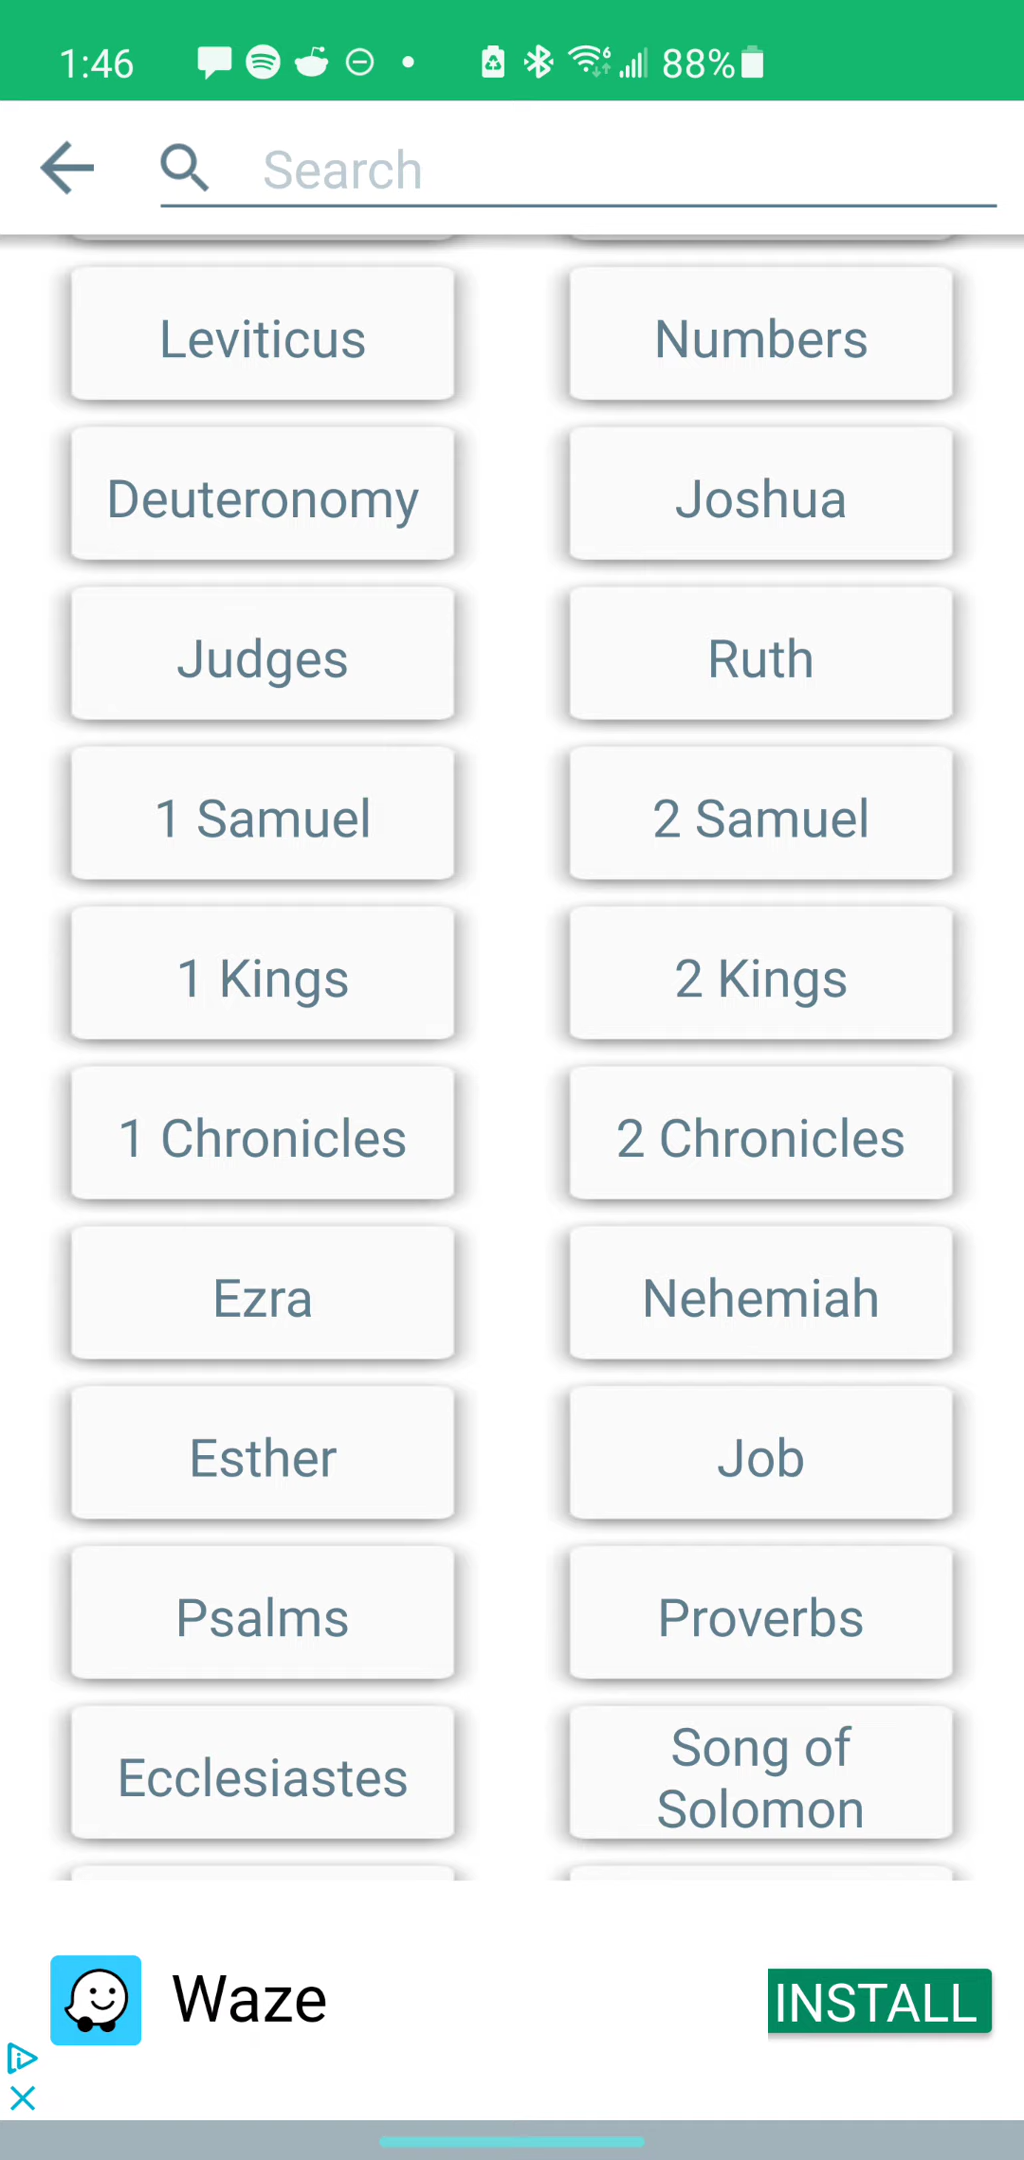 1:46 88%
Search
Leviticus Numbers
Deuteronomy Joshua
Judges Ruth
1 Samuel 2 Samuel
1 Kings 2 Kings
1 Chronicles 2 Chronicles
Ezra Nehemiah
Esther Job
Psalms Proverbs
Ecclesiastes Song of
Solomon
Waze INSTALL